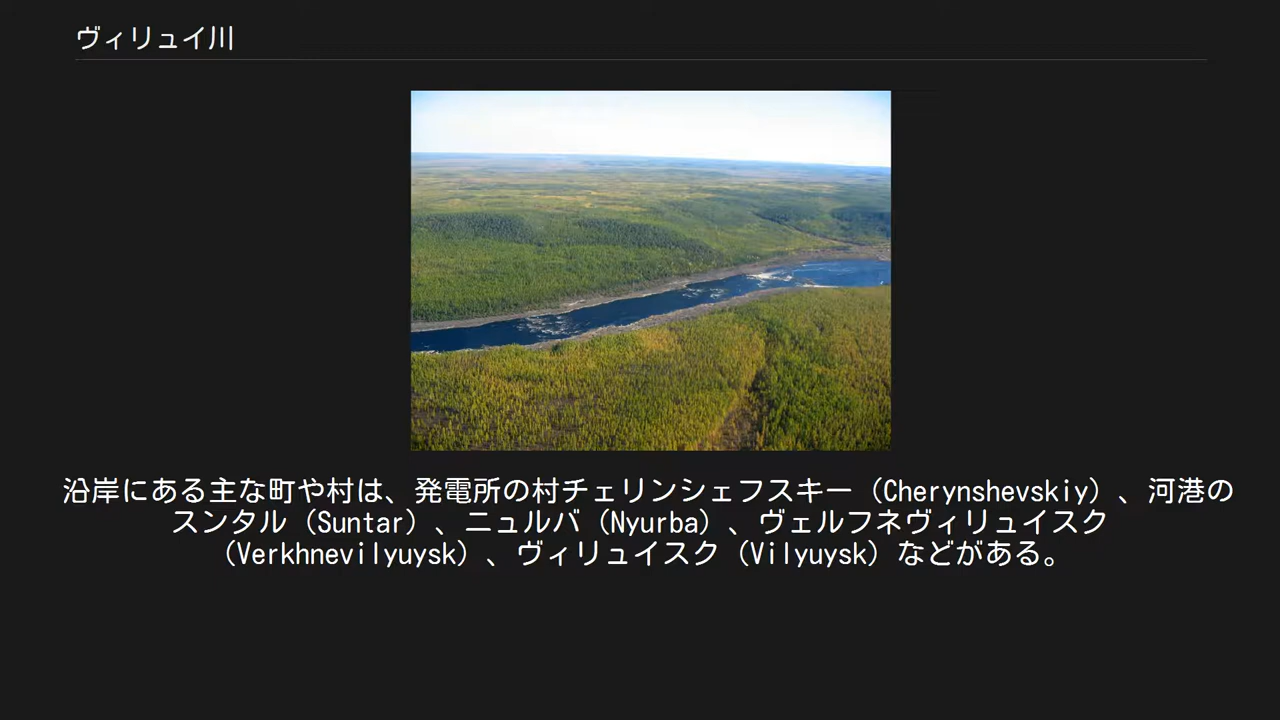 ヴィリュイ川
沿岸にある主な町や村は、発電所の村チェリンシェフスキー（Cherynshevskiy）、河港の
スンタル（Suntar）、ニュルバ（Nyurba）、ヴェルフネヴィリュイスク
（Verkhnevilyuysk）、ヴィリュイスク（Vilyuysk）などがある。